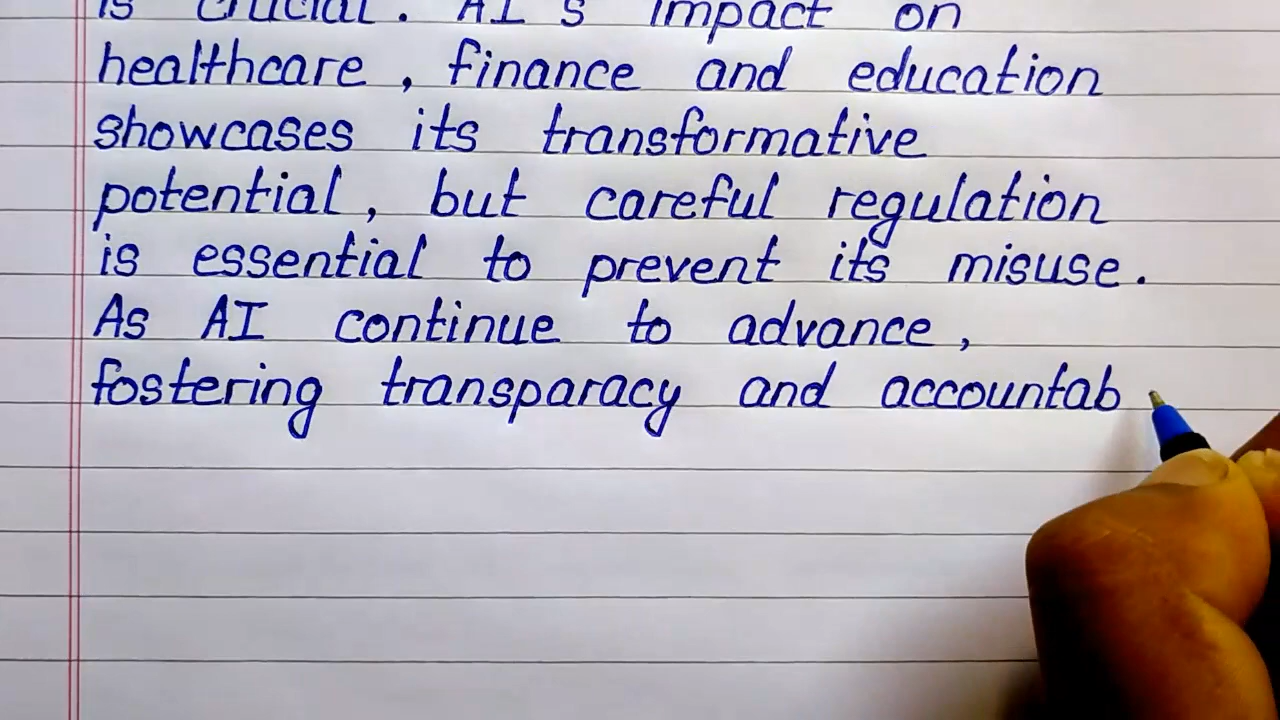 is crucial. AI's impact on
healthcare, finance and education
showcases its transformative
potential, but careful regulation
is essential to prevent its misuse.
As AI continue to advance,
fostering transparacy and accountab